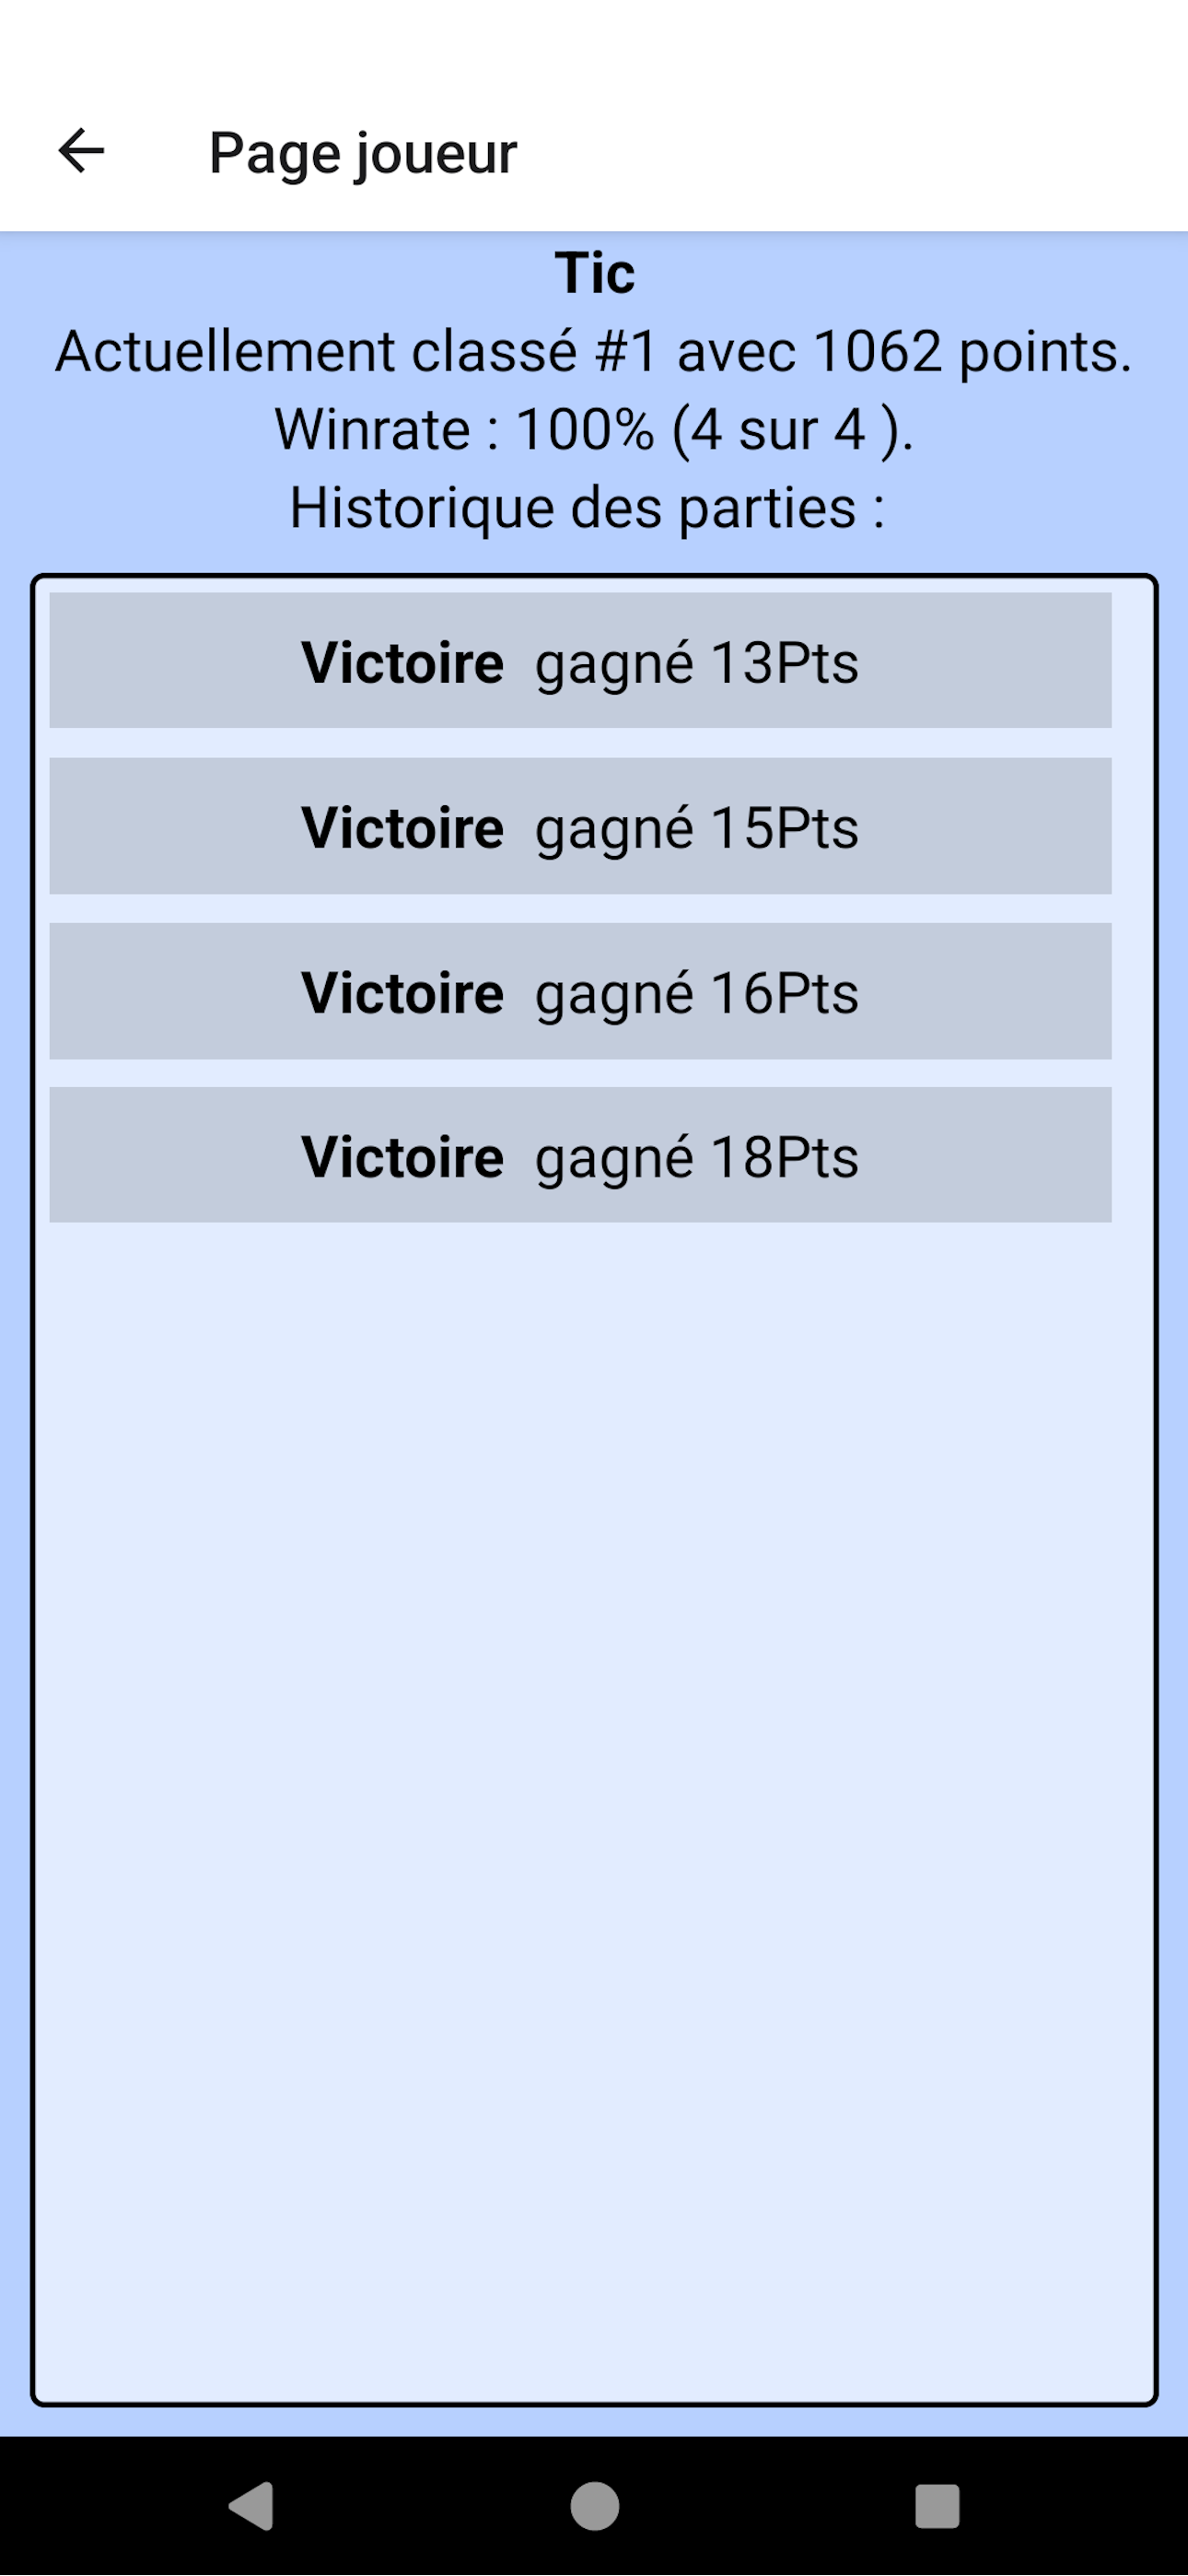 Page joueur
Tic
Actuellement classé #1 avec 1062 points.
Winrate : 100% (4 sur 4 ).
Historique des parties :
Victoire gagné 13Pts
Victoire gagné 15Pts
Victoire gagné 16Pts
Victoire gagné 18Pts